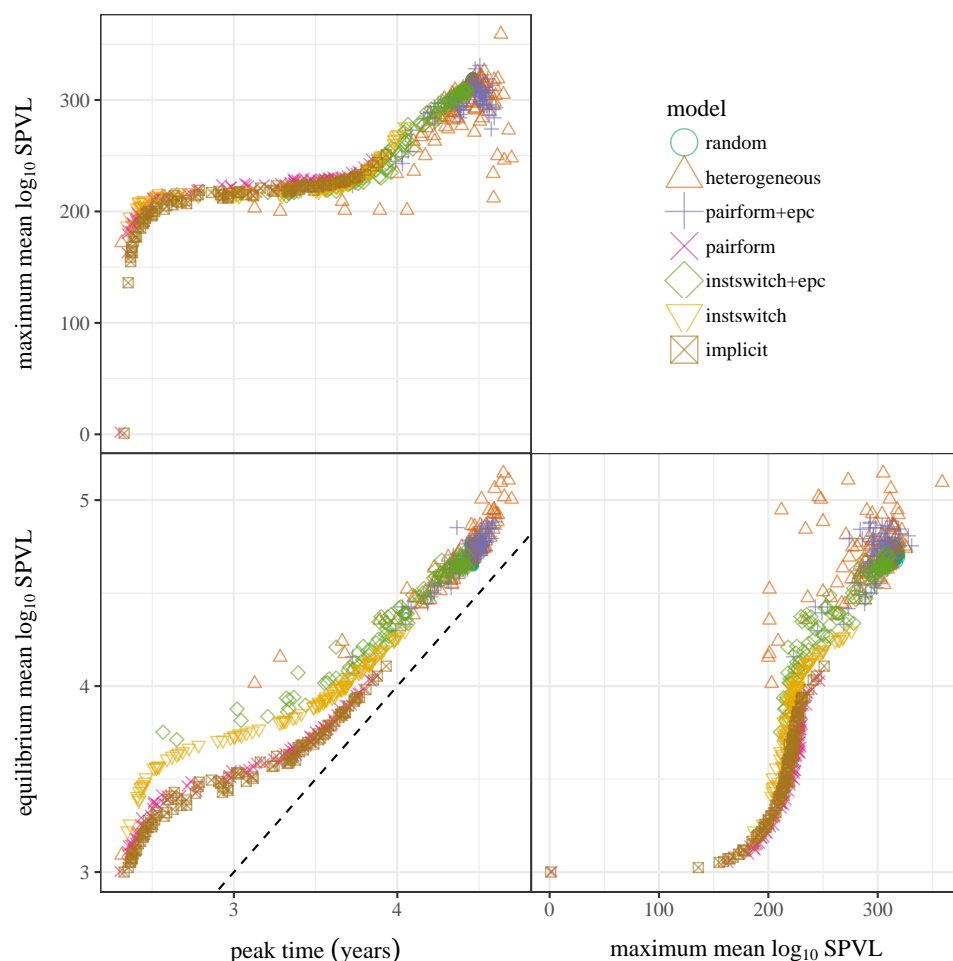 maximum mean log10 SPVL
300
200
100
0
model
random
heterogeneous
pairform+epc
pairform
instswitch+epc
instswitch
implicit
equilibrium mean log10 SPVL
5
4
3
3
4
peak time (years)
0
100
200
300
maximum mean log10 SPVL